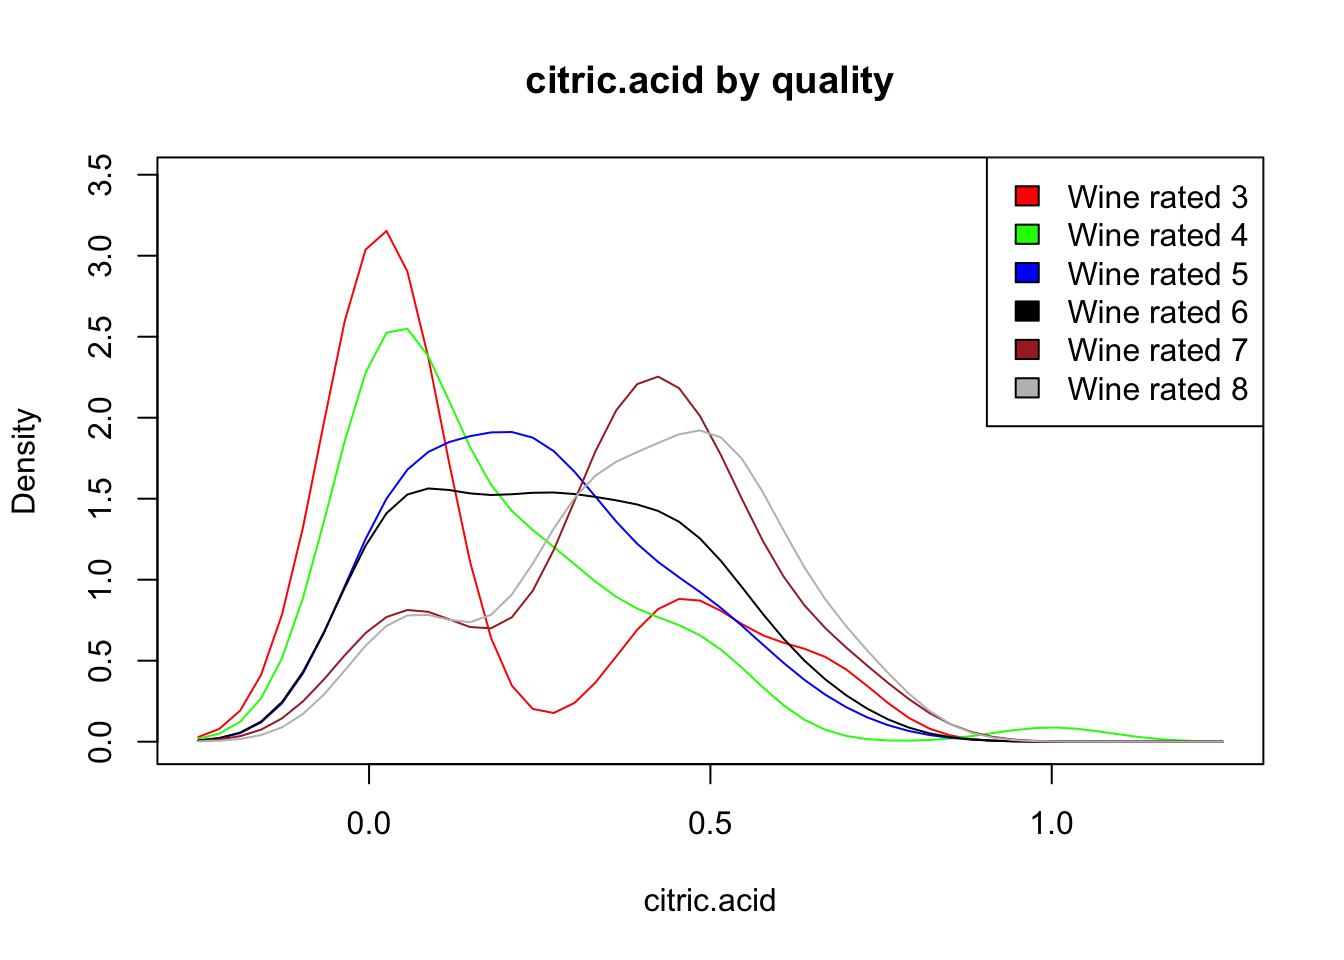 citric.acid by quality
Density
3.5
3.0
2.5
2.0
1.5
1.0
0.5
0.0
Wine rated 3
Wine rated 4
Wine rated 5
Wine rated 6
Wine rated 7
Wine rated 8
0.0 0.5 1.0
citric.acid